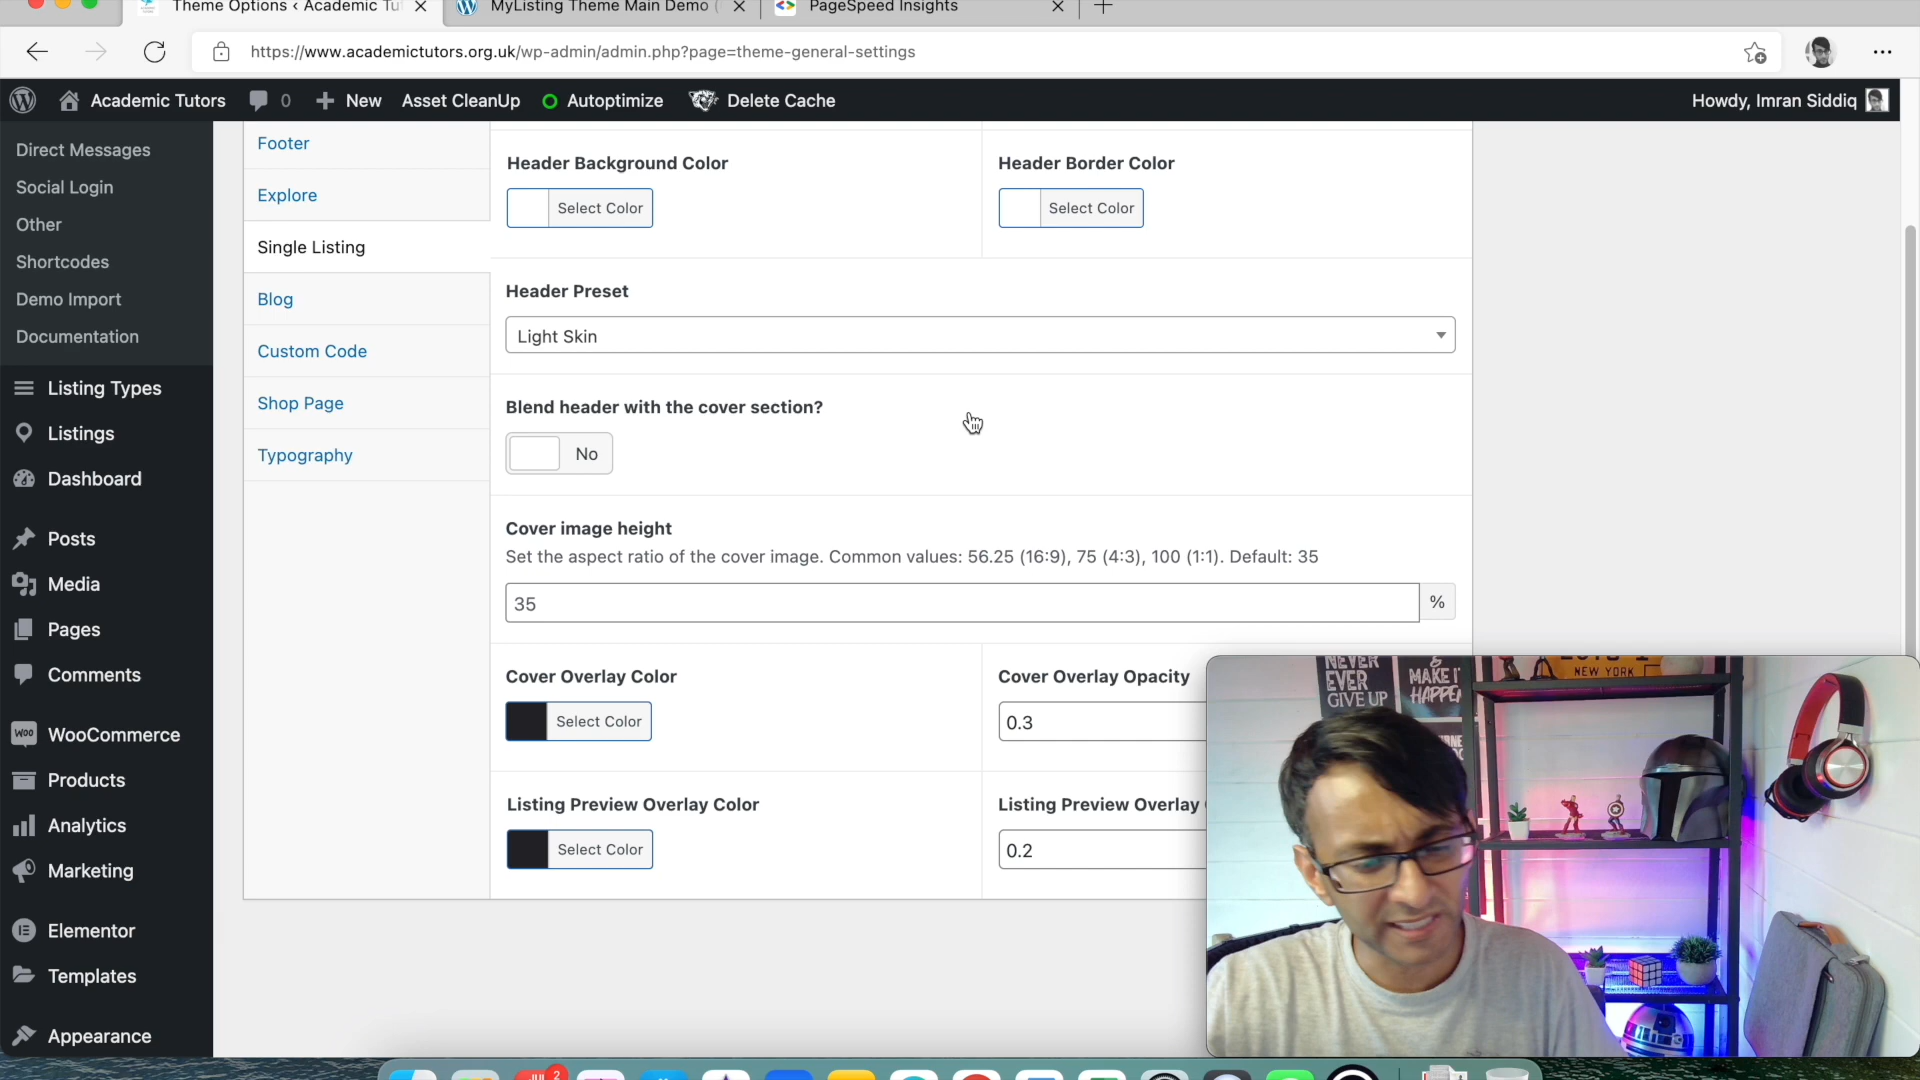 Theme Options ‹ Academic Tut
MyListing Theme Main Demo (
PageSpeed Insights
https://www.academictutors.org.uk/wp-admin/admin.php?page=theme-general-settings
Academic Tutors
0
New
Asset CleanUp
Autoptimize
Delete Cache
Howdy, Imran Siddiq
Direct Messages
Social Login
Other
Shortcodes
Demo Import
Documentation
Listing Types
Listings
Dashboard
Posts
Media
Pages
Comments
WooCommerce
Products
Analytics
Marketing
Elementor
Templates
Appearance
Footer
Explore
Single Listing
Blog
Custom Code
Shop Page
Typography
Header Background Color
Select Color
Header Border Color
Select Color
Header Preset
Light Skin
Blend header with the cover section?
No
Cover image height
Set the aspect ratio of the cover image. Common values: 56.25 (16:9), 75 (4:3), 100 (1:1). Default: 35
35
%
Cover Overlay Color
Select Color
Cover Overlay Opacity
0.3
Listing Preview Overlay Color
Select Color
Listing Preview Overlay
0.2
NEVER
EVER
GIVE UP
&
MAKE IT
HAPPEN
NEW YORK
2